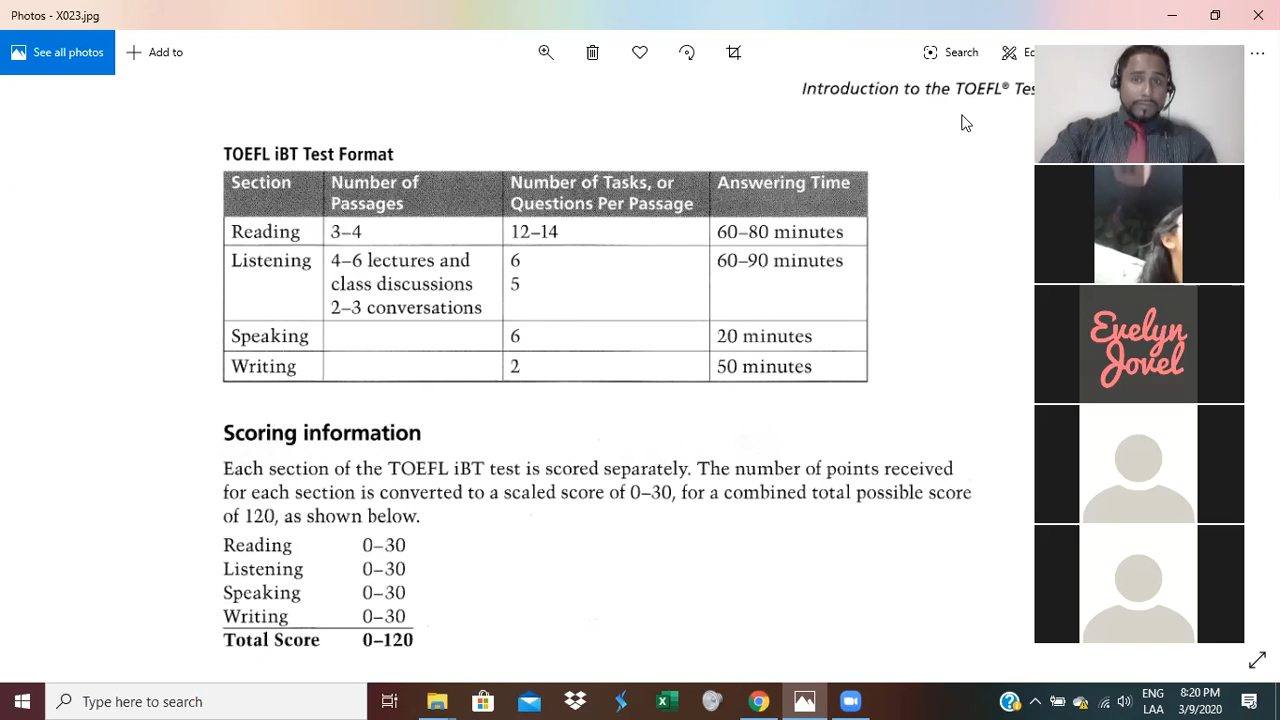 Photos - X023.jpg
See all photos
Add to
Search
Introduction to the TOEFL® Tes
TOEFL iBT Test Format
Section Number of Passages Number of Tasks, or Questions Per Passage Answering Time
Reading 3–4 12–14 60–80 minutes
Listening 4–6 lectures and 6 60–90 minutes
class discussions 5
2–3 conversations
Speaking 6 20 minutes
Writing 2 50 minutes
Scoring information
Each section of the TOEFL iBT test is scored separately. The number of points received
for each section is converted to a scaled score of 0–30, for a combined total possible score
of 120, as shown below.
Reading 0–30
Listening 0–30
Speaking 0–30
Writing 0–30
Total Score 0–120
Evelyn
Jovel
Type here to search
ENG
LAA
8:20 PM
3/9/2020